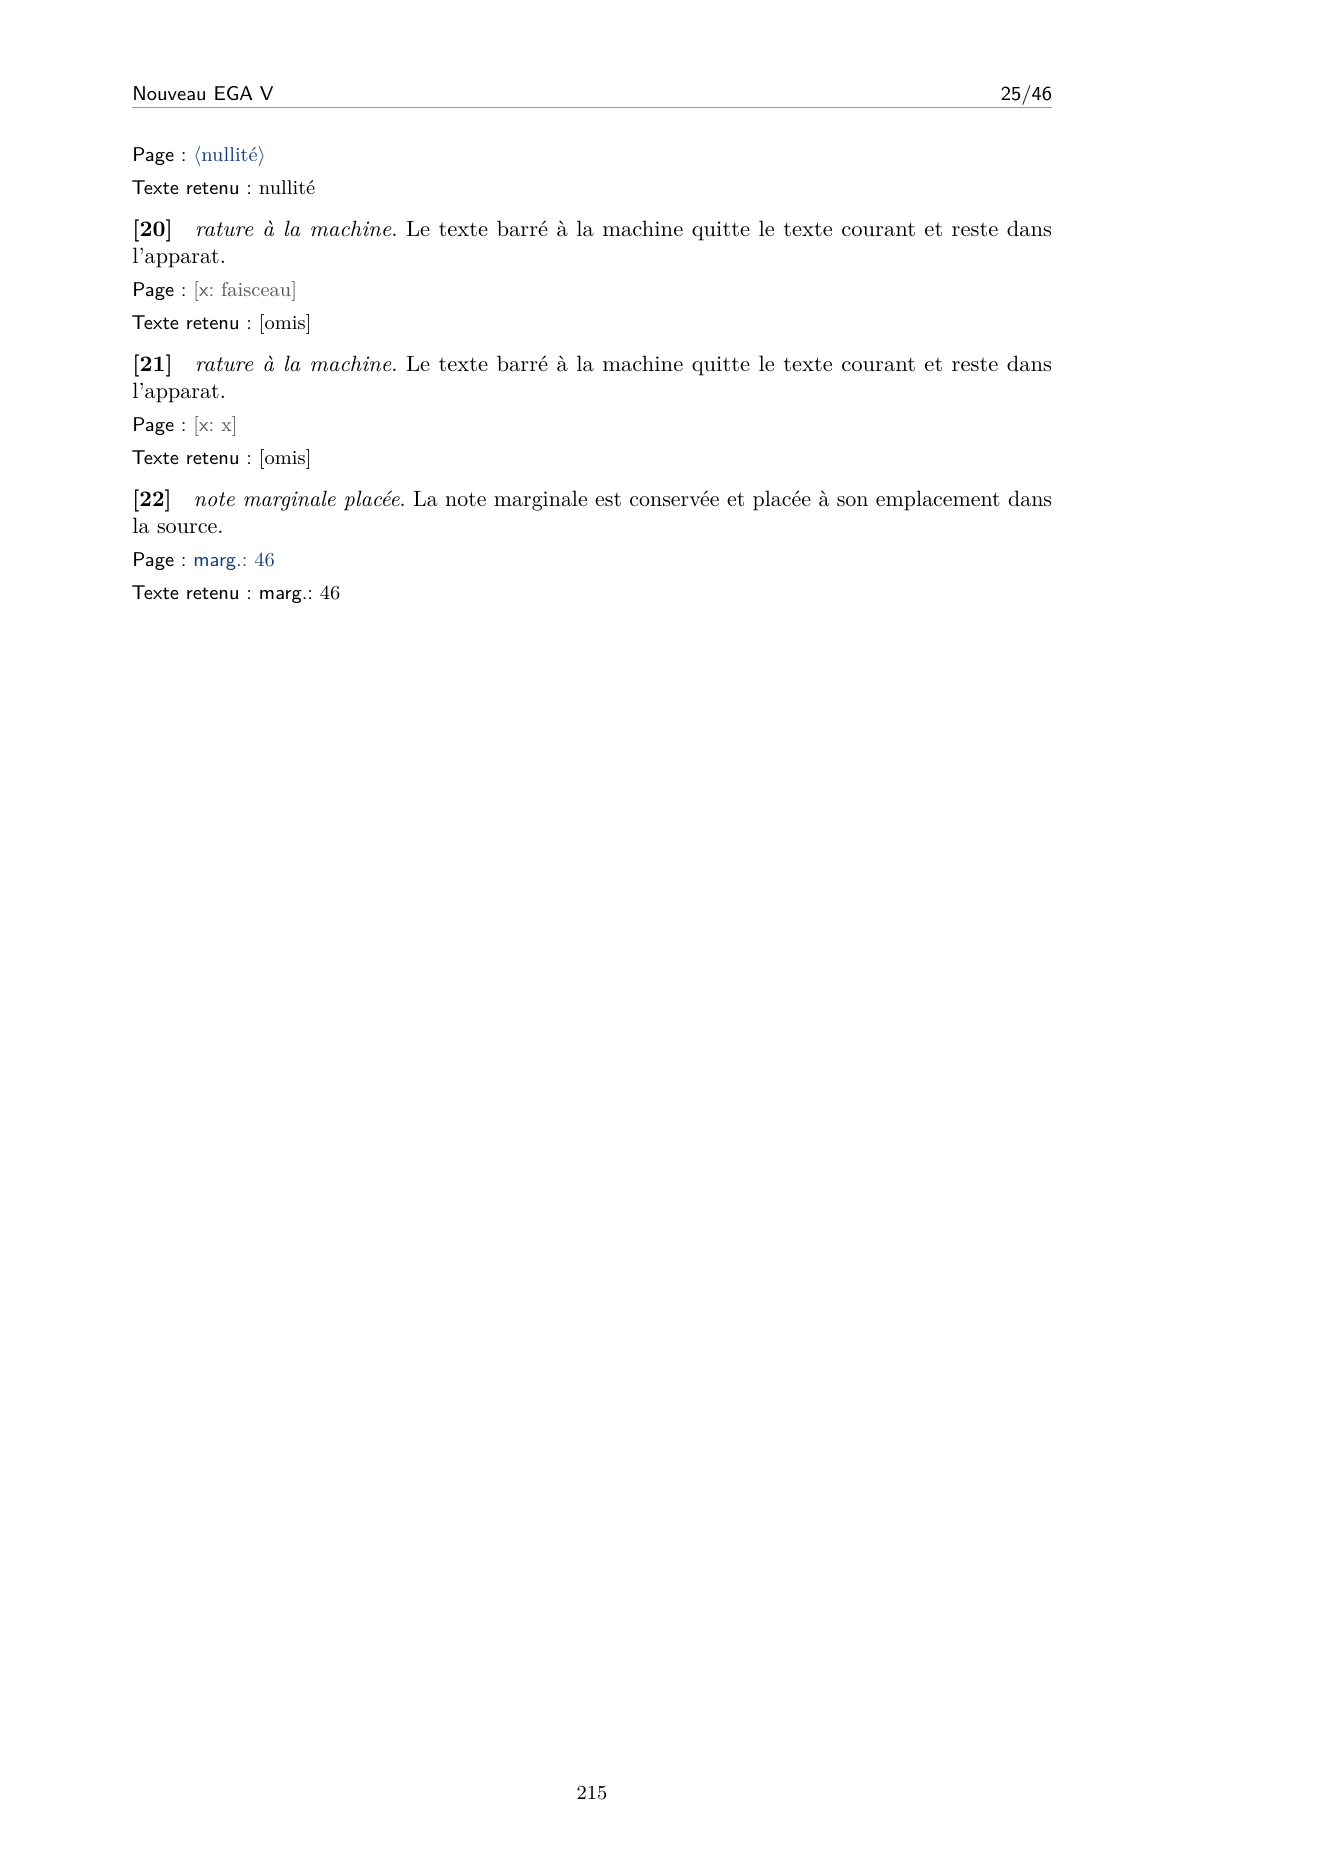 Nouveau EGA V 25/46
Page : ⟨nullité⟩
Texte retenu : nullité
[20] rature à la machine. Le texte barré à la machine quitte le texte courant et reste dans
l'apparat.
Page : [x: faisceau]
Texte retenu : [omis]
[21] rature à la machine. Le texte barré à la machine quitte le texte courant et reste dans
l'apparat.
Page : [x: x]
Texte retenu : [omis]
[22] note marginale placée. La note marginale est conservée et placée à son emplacement dans
la source.
Page : marg.: 46
Texte retenu : marg.: 46
215